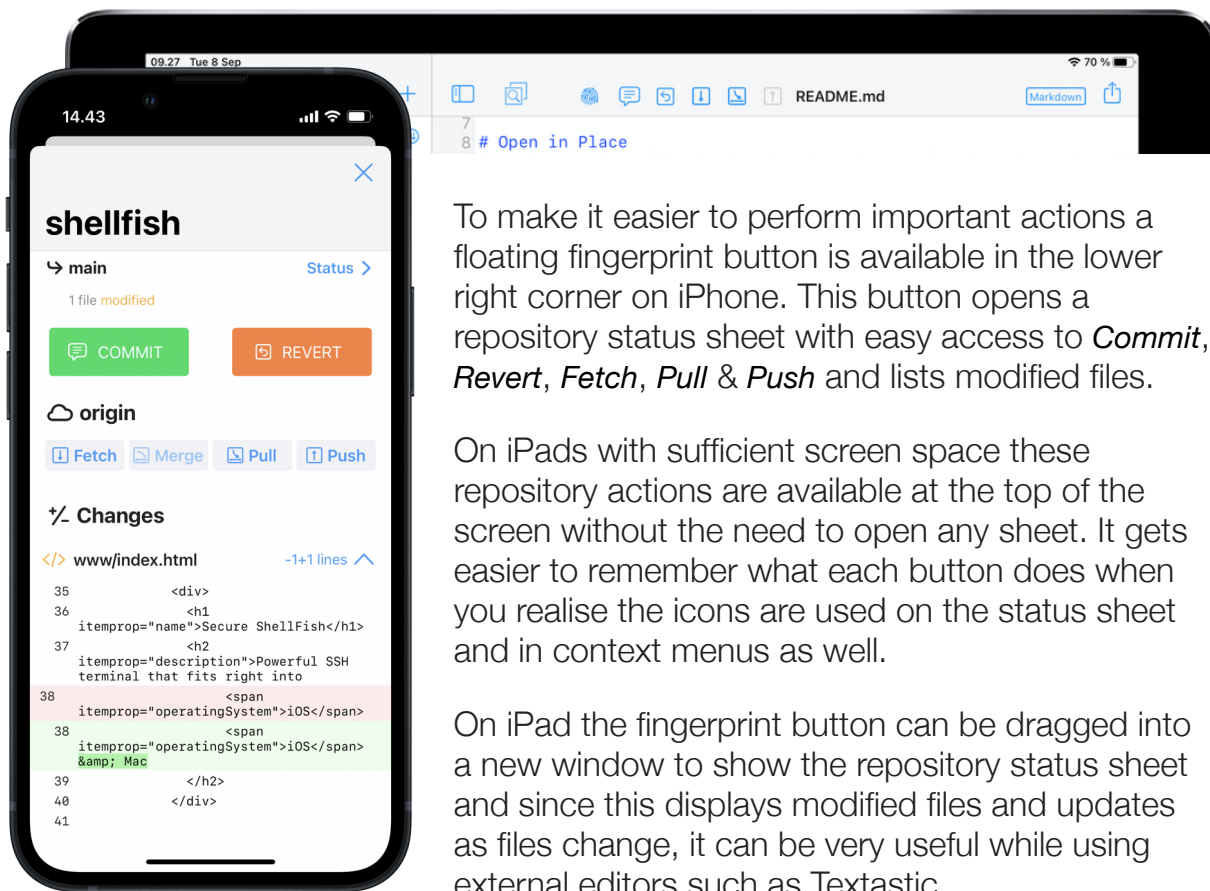 09.27 Tue 8 Sep
70 %
README.md
Markdown
7
8 # Open in Place
14.43
shellfish
main
Status
1 file modified
COMMIT
REVERT
origin
Fetch Merge Pull Push
Changes
www/index.html -1+1 lines
35 <div>
36 <h1
itemprop="name">Secure ShellFish</h1>
37 <h2
itemprop="description">Powerful SSH
terminal that fits right into
38 <span
itemprop="operatingSystem">iOS</span>
38 <span
itemprop="operatingSystem">iOS</span>
&amp; Mac
39 </h2>
40 </div>
41
To make it easier to perform important actions a
floating fingerprint button is available in the lower
right corner on iPhone. This button opens a
repository status sheet with easy access to Commit,
Revert, Fetch, Pull & Push and lists modified files.
On iPads with sufficient screen space these
repository actions are available at the top of the
screen without the need to open any sheet. It gets
easier to remember what each button does when
you realise the icons are used on the status sheet
and in context menus as well.
On iPad the fingerprint button can be dragged into
a new window to show the repository status sheet
and since this displays modified files and updates
as files change, it can be very useful while using
external editors such as Textastic